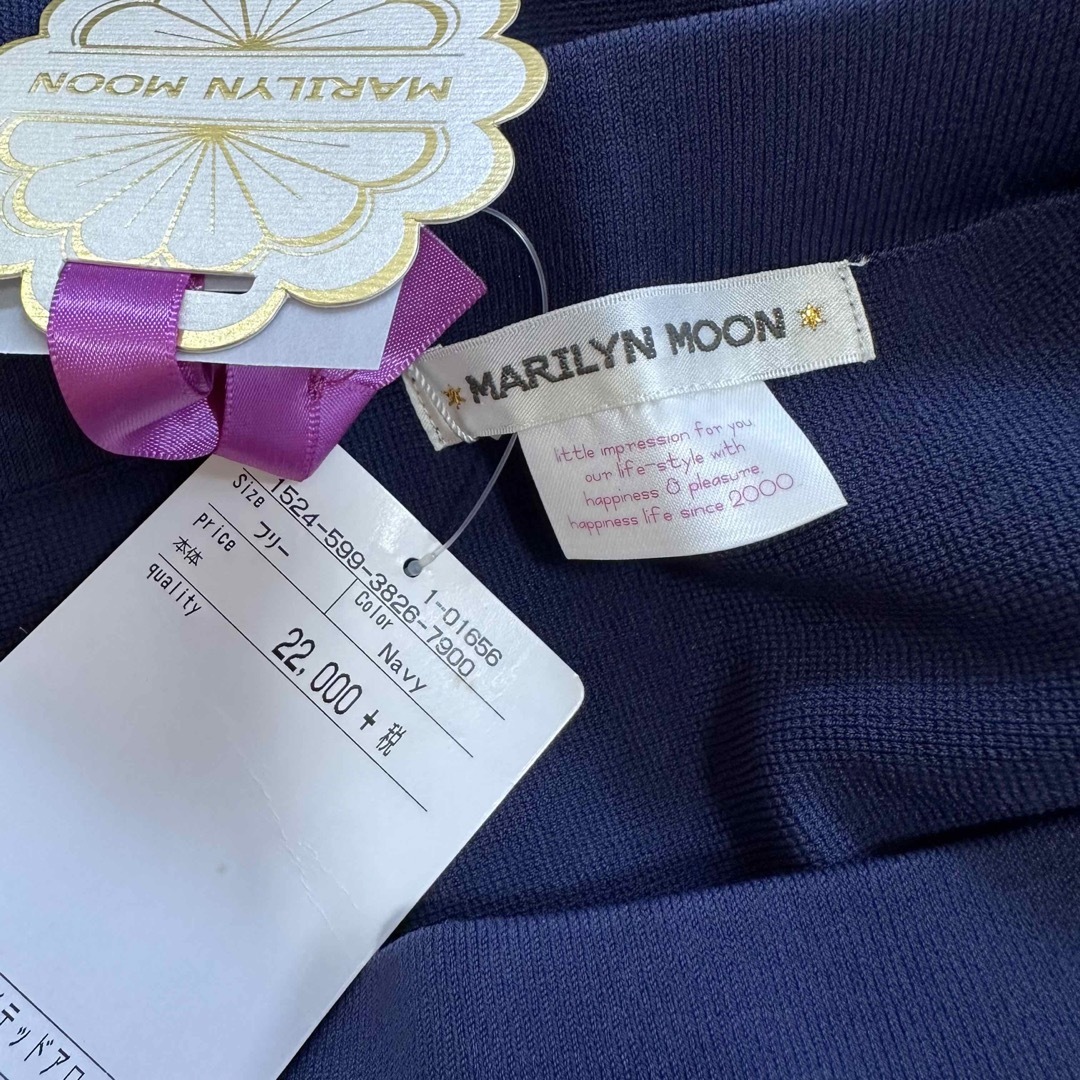 MARILYN MOON
MARILYN MOON
little impression for you
our life-style with
happiness & pleasure.
happiness life since 2000
1-01656
1524-599-3826-7900
Size フリー Color Navy
price
本体 22,000+税
quality
テッドアロ